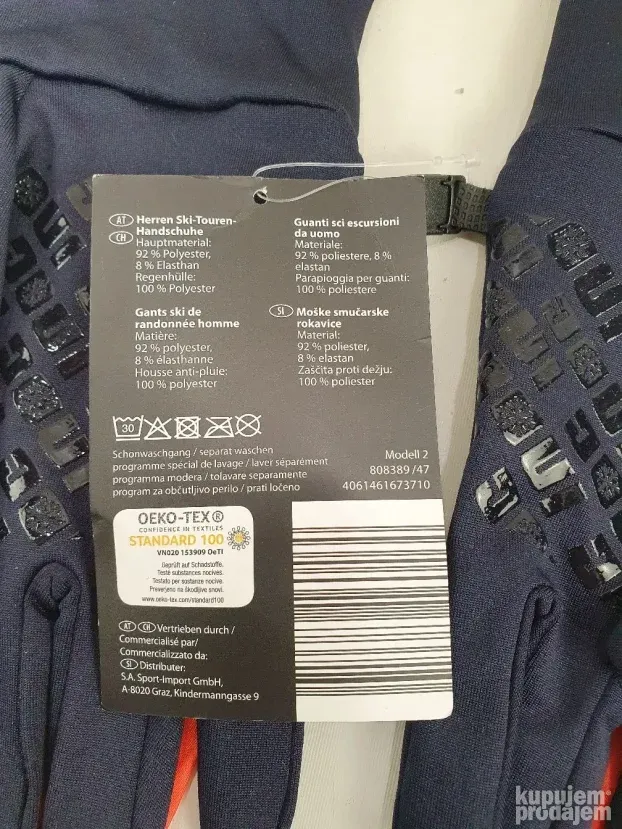 AT Herren Ski-Touren-
CH Handschuhe
Hauptmaterial:
92 % Polyester,
8 % Elasthan
Regenhülle:
100 % Polyester
Gants ski de
randonnée homme
Matière:
92 % polyester,
8 % élasthanne
Housse anti-pluie:
100 % polyester
Guanti sci escursioni
da uomo
Materiale:
92 % poliestere, 8 %
elastan
Parapioggia per guanti:
100 % poliestere
SI Moške smučarske
rokavice
Material:
92 % poliester,
8 % elastan
Zaščita proti dežju:
100 % poliester
30
Schonwaschgang / separat waschen
programme spécial de lavage / laver séparément
programma modera / tolavare separamente
program za občutljivo perilo / prati ločeno
Modell 2
808389 /47
4061461673710
OEKO-TEX®
CONFIDENCE IN TEXTILES
STANDARD 100
VN020 153909 OeTI
Geprüft auf Schadstoffe.
Testé substances nocives.
Testato per sostanze nocive.
Preverjeno na škodljive snovi.
www.oeko-tex.com/standard100
AT CH Vertrieben durch /
Commercialisé par/
Commercializzato da:
SI Distributer:
S.A. Sport-Import GmbH,
A-8020 Graz, Kindermanngasse 9
kupujem
prodajem